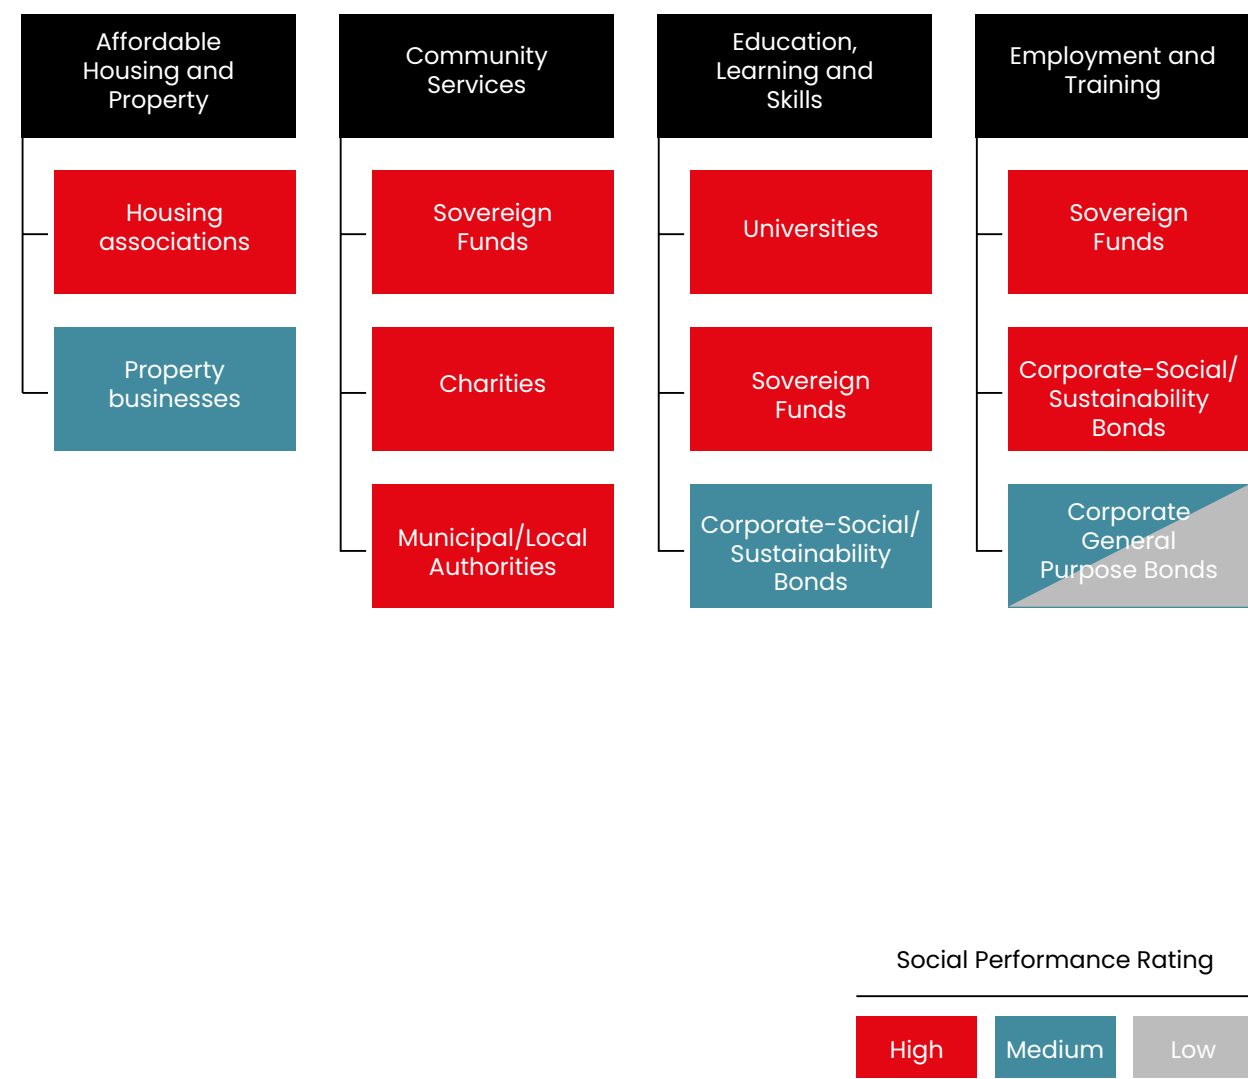 Affordable
Housing and
Property
Housing
associations
Property
businesses
Community
Services
Sovereign
Funds
Charities
Municipal/Local
Authorities
Education,
Learning and
Skills
Universities
Sovereign
Funds
Corporate-Social/
Sustainability
Bonds
Employment and
Training
Sovereign
Funds
Corporate-Social/
Sustainability
Bonds
Corporate
General
Purpose Bonds
Social Performance Rating
High
Medium
Low